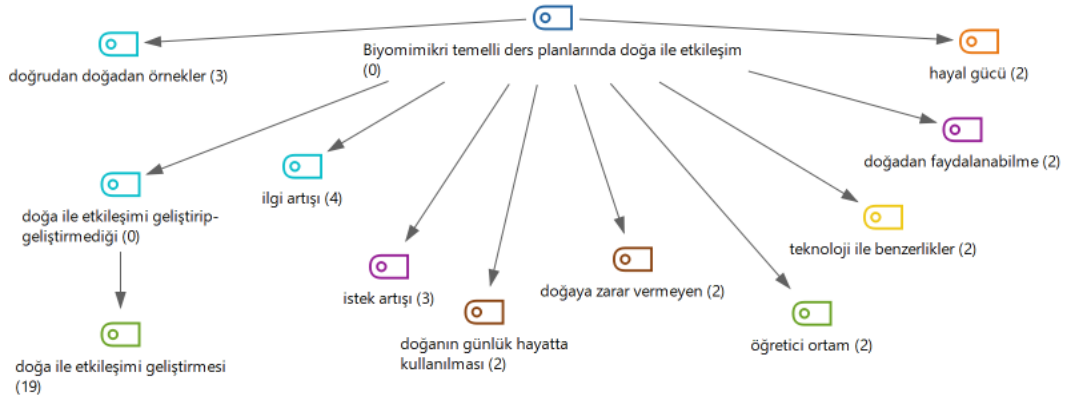 Biyomimikri temelli ders planlarında doğa ile etkileşim
(0)
doğrudan doğadan örnekler (3)
hayal gücü (2)
doğadan faydalanabilme (2)
ilgi artışı (4)
doğa ile etkileşimi geliştirip-
geliştirmediği (0)
teknoloji ile benzerlikler (2)
istek artışı (3)
doğaya zarar vermeyen (2)
doğanın günlük hayatta
kullanılması (2)
öğretici ortam (2)
doğa ile etkileşimi geliştirmesi
(19)